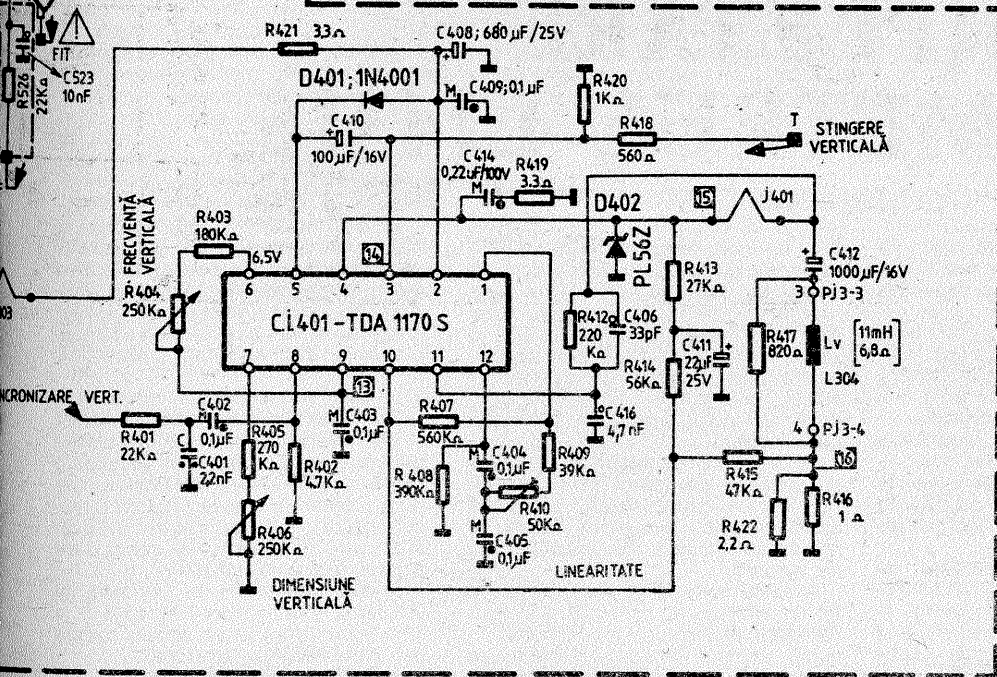 R421 3.3Ω
C408; 680µF/25V
FIT
C523
10nF
R526
22KΩ
D401; 1N4001
M C409; 0,1µF
R420
1KΩ
C410
100µF/16V
R418
560Ω
T
STINGERE
VERTICALĂ
C414
0,22uF/100V
M
R419
3.3Ω
D402
PL56Z
15
J401
FRECVENȚĂ
VERTICALĂ
R403
180KΩ
6,5V
14
C412
1000µF/16V
R404
250KΩ
6 5 4 3 2 1
C.i.401-TDA 1170 S
7 8 9 10 11 12
R413
27KΩ
3 Pj3-3
R412
220
KΩ
C406
33pF
R417
820Ω
Lv
11mH
6,8Ω
L304
C411
22µF
25V
R414
56KΩ
13
VERT.
R401
22KΩ
C402
M
0,1µF
C
C401
2,2nF
R405
270
KΩ
R402
4.7KΩ
M C403
0,1µF
R407
560KΩ
C416
4,7nF
4 Pj3-4
R408
390KΩ
M C404
0,1µF
R409
39KΩ
R410
50KΩ
M C405
0,1µF
R415
47KΩ
16
R416
1Ω
R422
2,2Ω
R406
250KΩ
LINEARITATE
DIMENSIUNE
VERTICALĂ